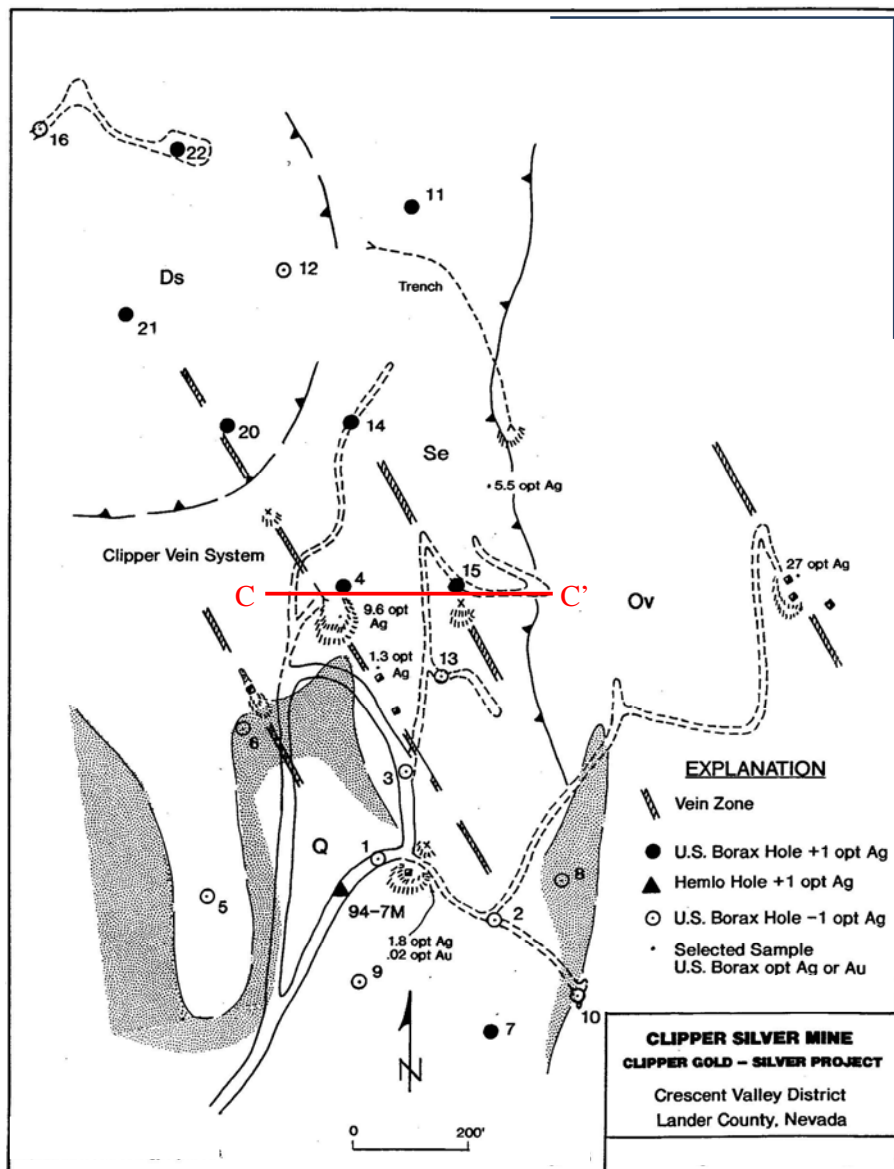 16
22
11
12
Ds
Trench
21
20
14
Se
5.5 opt Ag
Clipper Vein System
4
15
27 opt Ag
C
C’
Ov
9.6 opt
Ag
1.3 opt
Ag
13
6
3
EXPLANATION
Vein Zone
Q
1
U.S. Borax Hole +1 opt Ag
8
Hemlo Hole +1 opt Ag
5
94-7M
2
U.S. Borax Hole -1 opt Ag
1.8 opt Ag
.02 opt Au
Selected Sample
U.S. Borax opt Ag or Au
9
10
7
N
CLIPPER SILVER MINE
CLIPPER GOLD – SILVER PROJECT
Crescent Valley District
Lander County, Nevada
0 200'